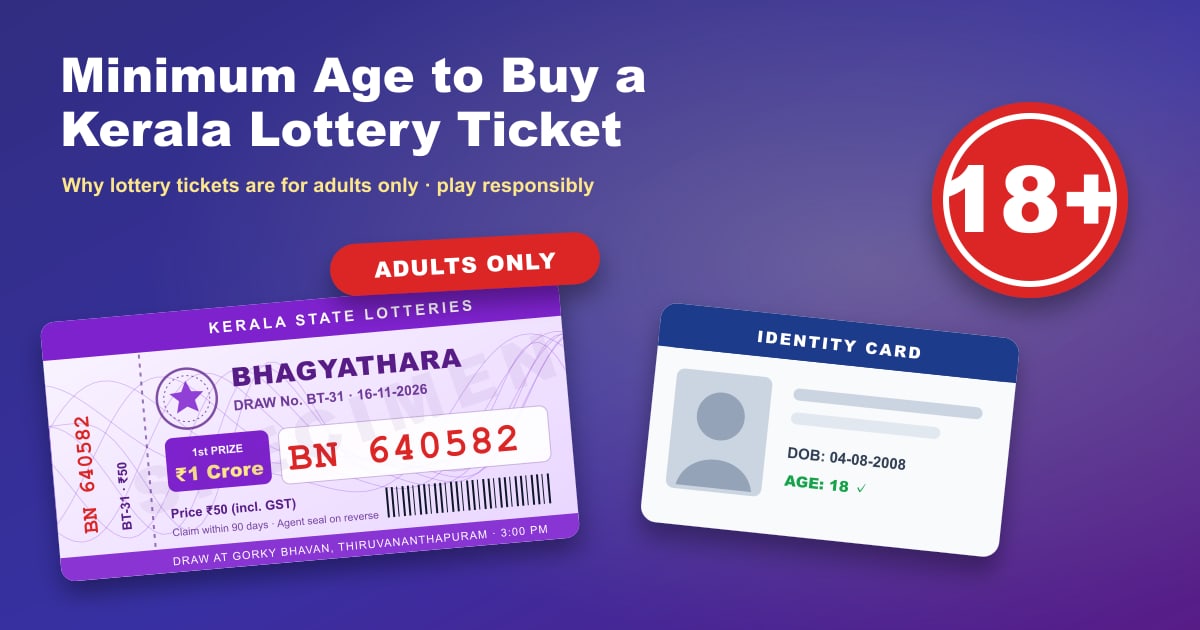 Minimum Age to Buy a
Kerala Lottery Ticket
Why lottery tickets are for adults only · play responsibly
18+
ADULTS ONLY
KERALA STATE LOTTERIES
BHAGYATHARA
DRAW No. BT-31 · 16-11-2026
SPECIMEN
1st PRIZE
₹1 Crore
BN 640582
BN 640582
BT-31 · ₹50
Price ₹50 (incl. GST)
Claim within 90 days · Agent seal on reverse
DRAW AT GORKY BHAVAN, THIRUVANANTHAPURAM · 3:00 PM
IDENTITY CARD
DOB: 04-08-2008
AGE: 18 ✓